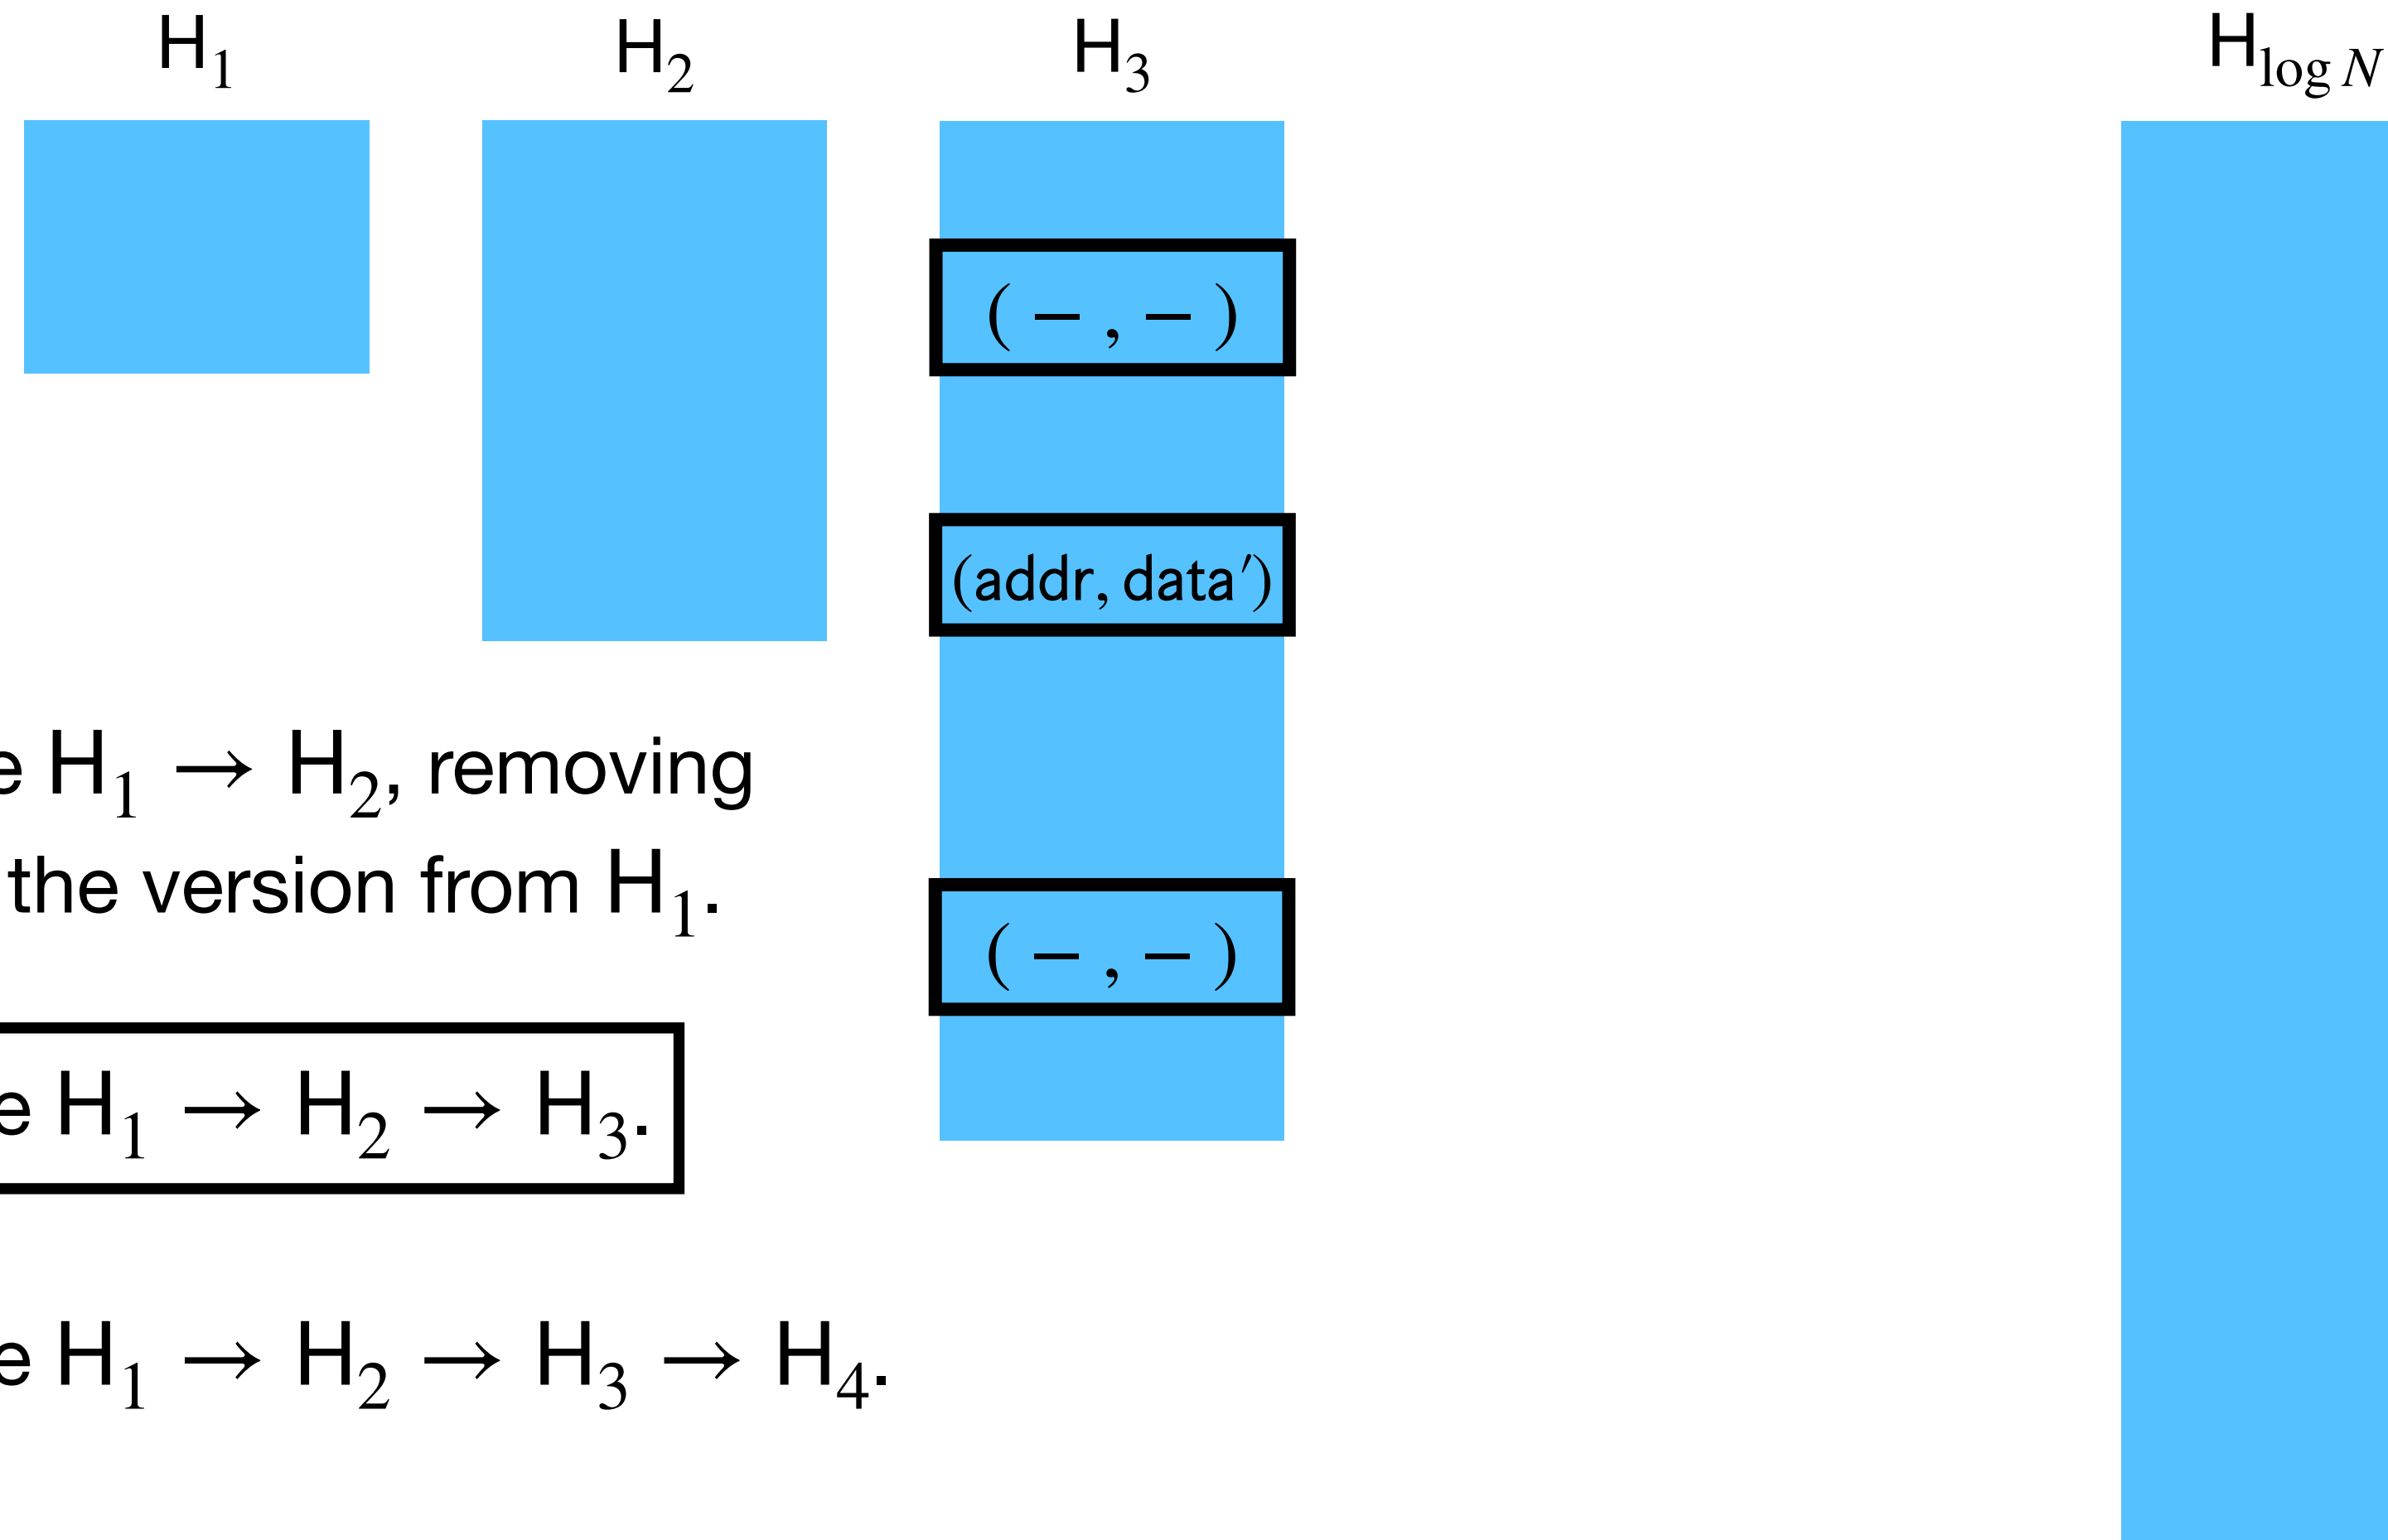 H₁ H₂ H₃ H_log N
( − , − )
(addr, data′)
e H₁ → H₂, removing
the version from H₁.
( − , − )
e H₁ → H₂ → H₃.
e H₁ → H₂ → H₃ → H₄.